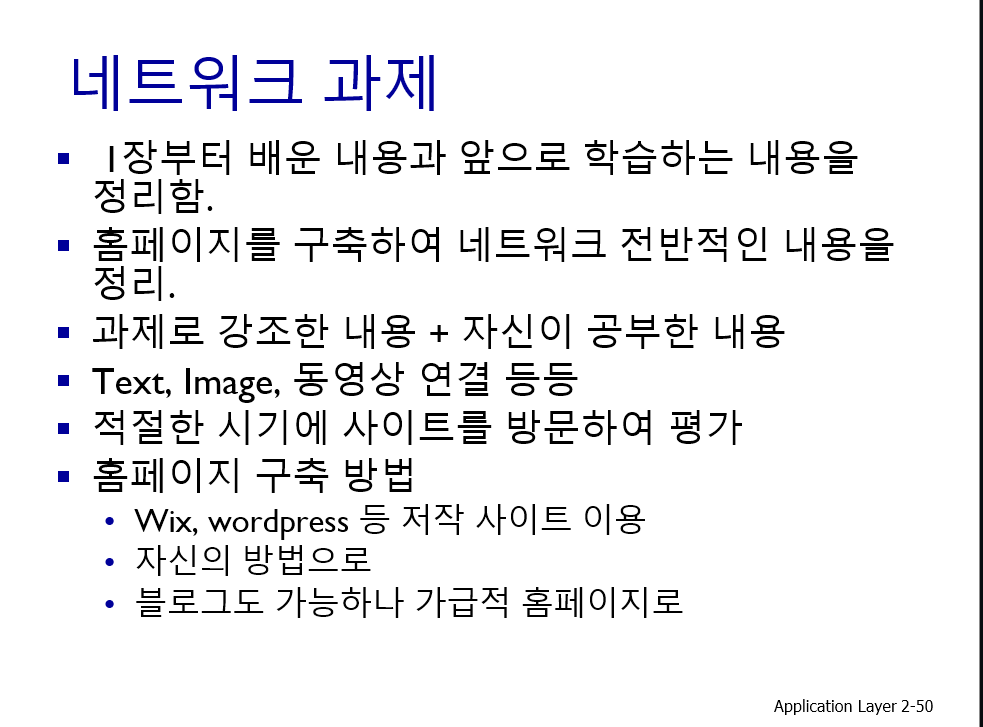 네트워크 과제
1장부터 배운 내용과 앞으로 학습하는 내용을
정리함.
홈페이지를 구축하여 네트워크 전반적인 내용을
정리.
과제로 강조한 내용 + 자신이 공부한 내용
Text, Image, 동영상 연결 등등
적절한 시기에 사이트를 방문하여 평가
홈페이지 구축 방법
Wix, wordpress 등 저작 사이트 이용
자신의 방법으로
블로그도 가능하나 가급적 홈페이지로
Application Layer 2-50